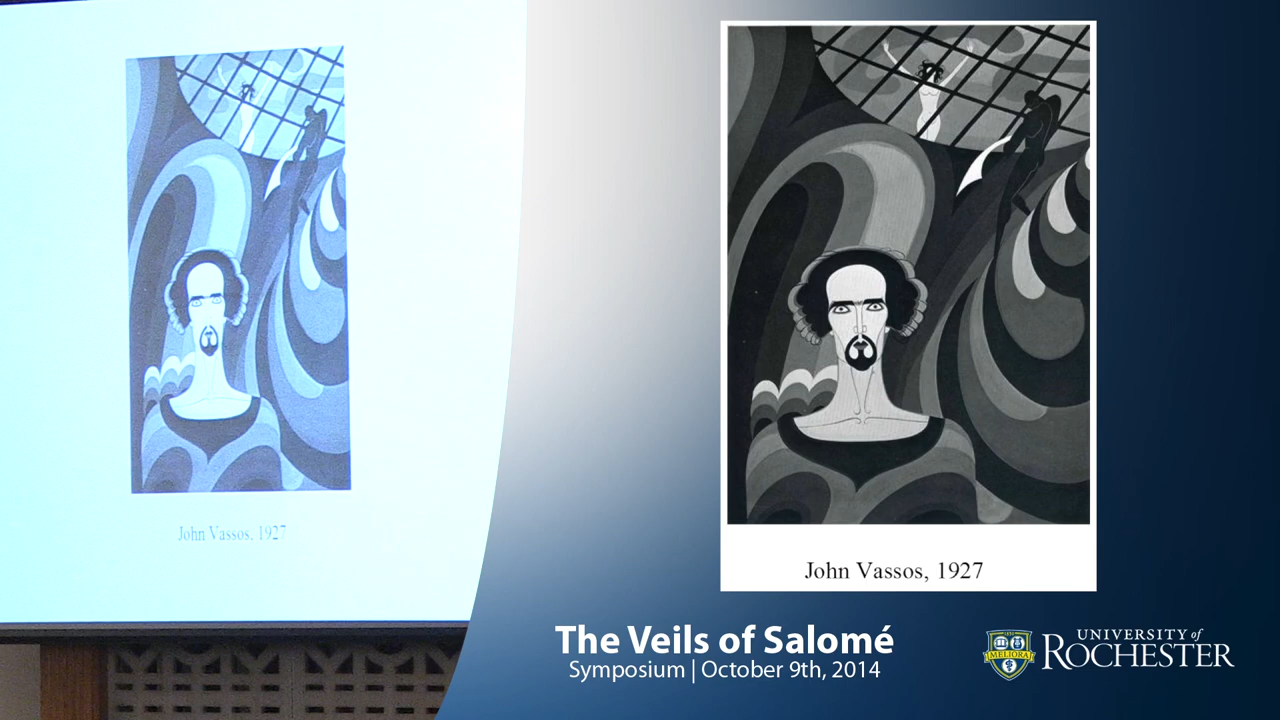 John Vassos, 1927
John Vassos, 1927
The Veils of Salomé
Symposium | October 9th, 2014
MELIORA
UNIVERSITY of
ROCHESTER